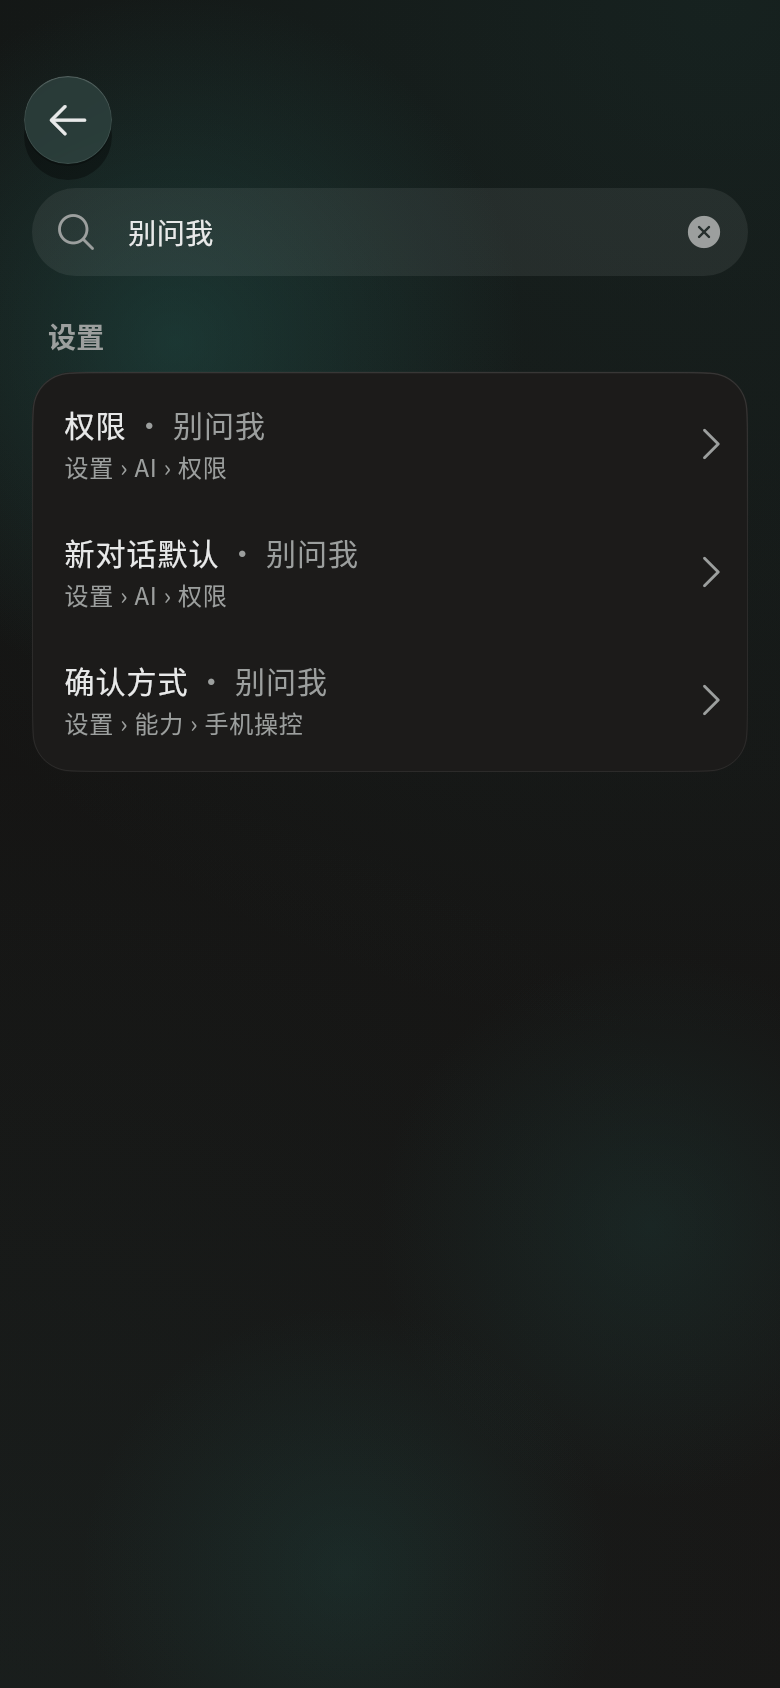 别问我
设置
权限 · 别问我
设置 › AI › 权限
新对话默认 · 别问我
设置 › AI › 权限
确认方式 · 别问我
设置 › 能力 › 手机操控